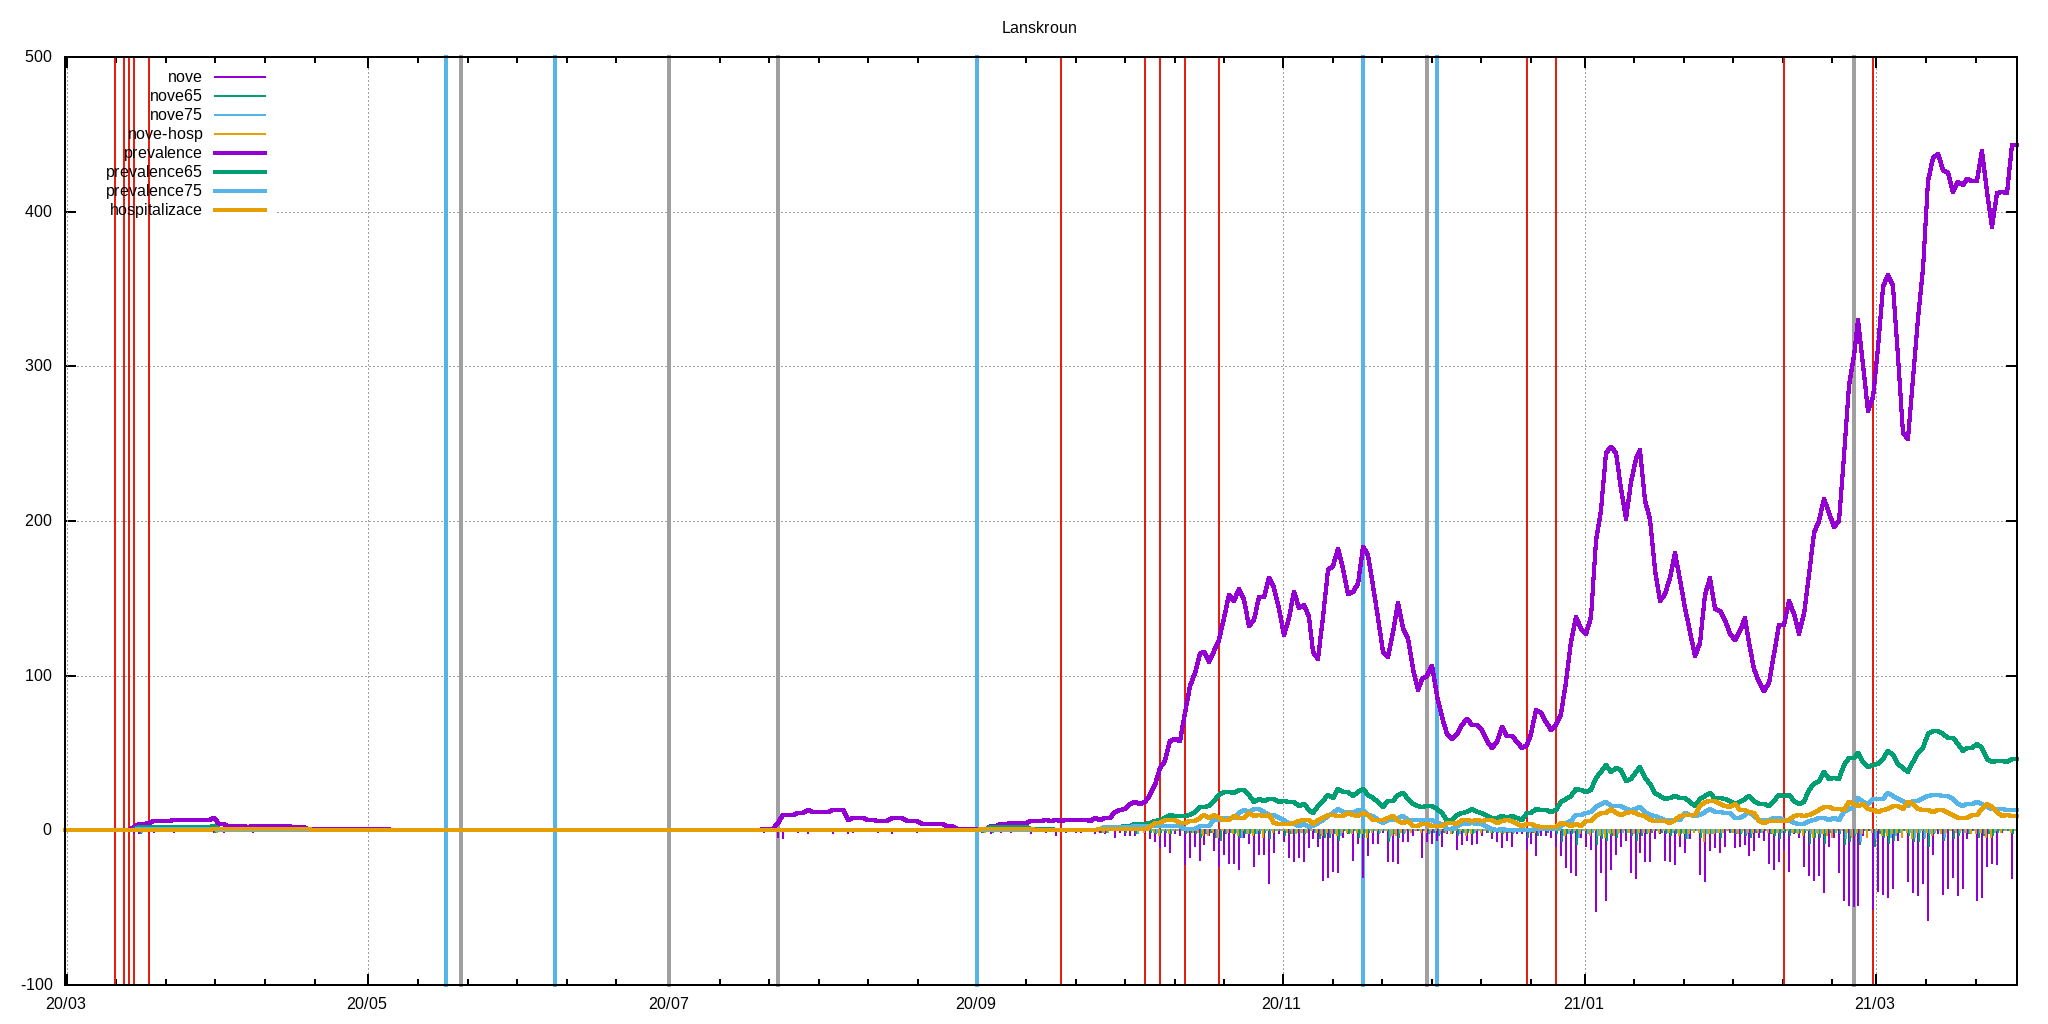 Lanskroun
500
400
300
200
100
0
-100
nove
nove65
nove75
nove-hosp
prevalence
prevalence65
prevalence75
hospitalizace
20/03 20/05 20/07 20/09 20/11 21/01 21/03